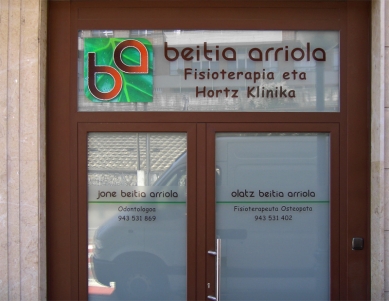 ba
beitia arriola
Fisioterapia eta
Hortz Klinika
jone beitia arriola
Odontologoa
943 531 869
olatz beitia arriola
Fisioterapeuta Osteopata
943 531 402